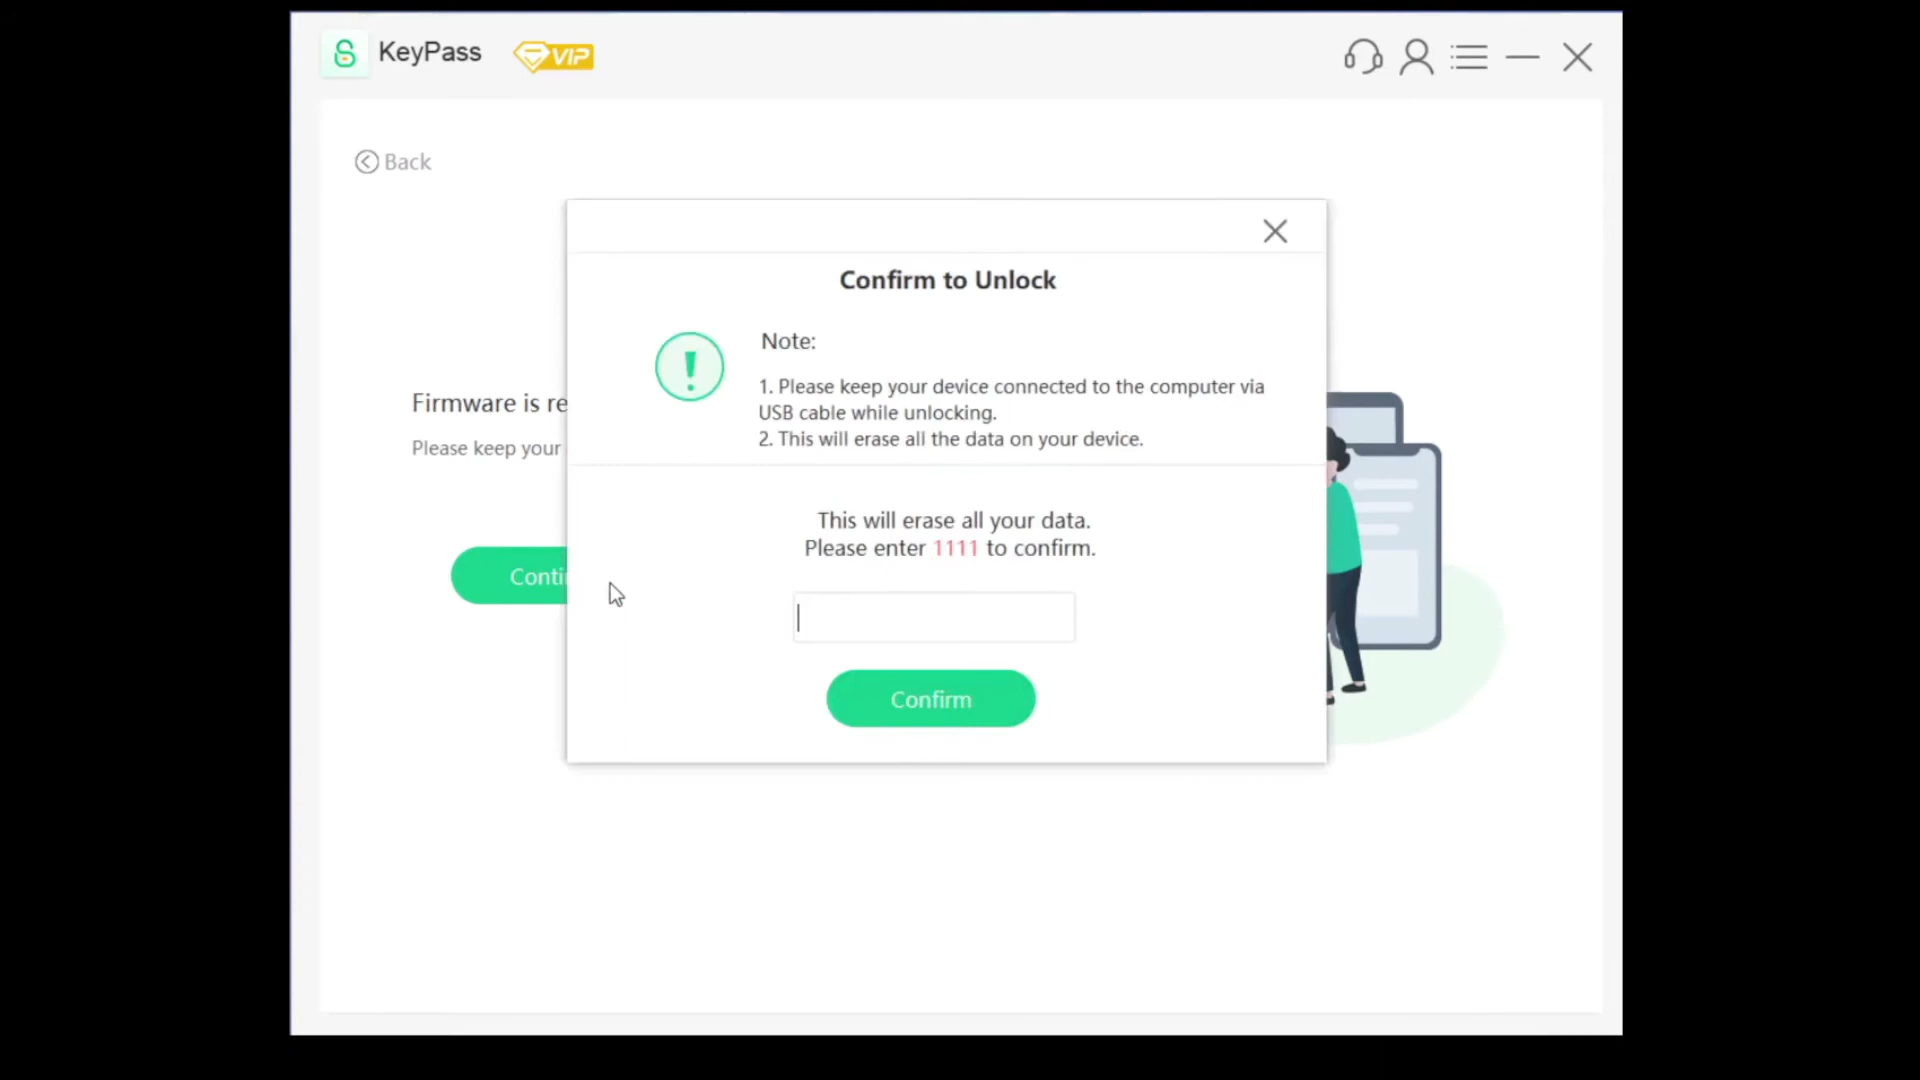 KeyPass
VIP
Back
Confirm to Unlock
Note:
1. Please keep your device connected to the computer via
USB cable while unlocking.
2. This will erase all the data on your device.
Firmware is re
Please keep your
This will erase all your data.
Please enter 1111 to confirm.
Conti
Confirm